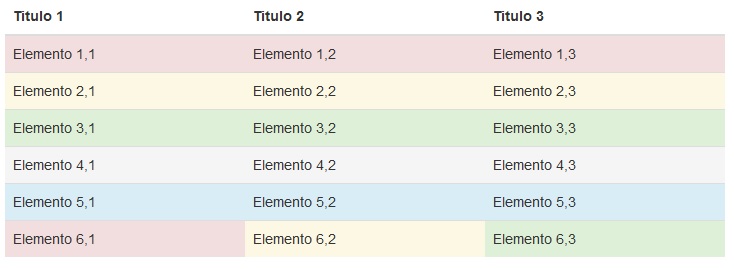 Titulo 1 Titulo 2 Titulo 3
Elemento 1,1 Elemento 1,2 Elemento 1,3
Elemento 2,1 Elemento 2,2 Elemento 2,3
Elemento 3,1 Elemento 3,2 Elemento 3,3
Elemento 4,1 Elemento 4,2 Elemento 4,3
Elemento 5,1 Elemento 5,2 Elemento 5,3
Elemento 6,1 Elemento 6,2 Elemento 6,3